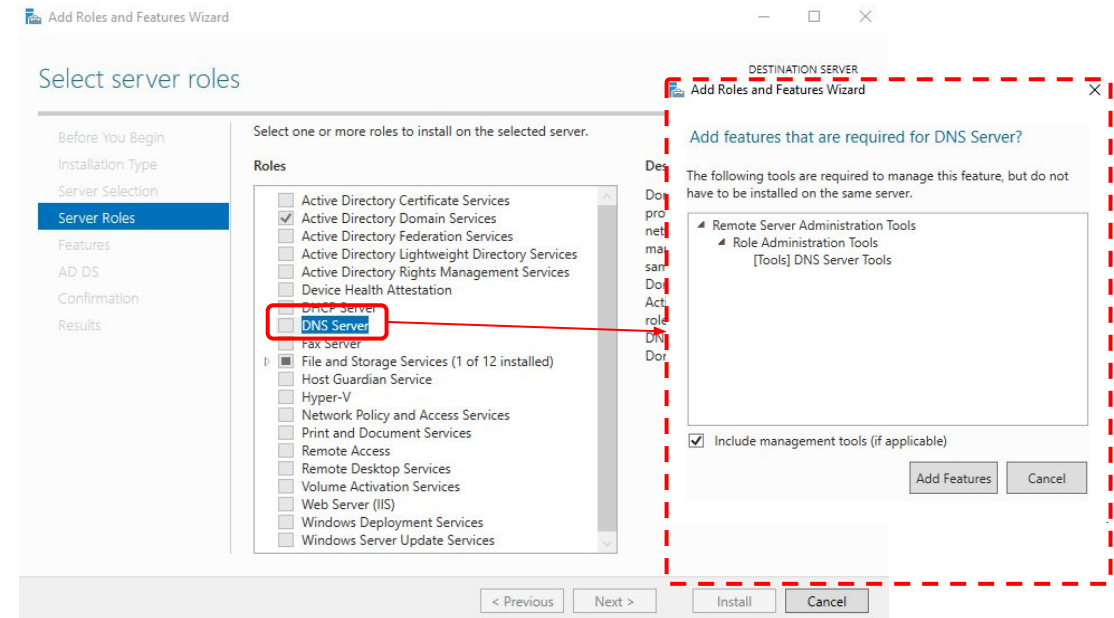 Add Roles and Features Wizard
Select server roles
DESTINATION SERVER
Before You Begin
Installation Type
Server Selection
Server Roles
Features
AD DS
Confirmation
Results
Select one or more roles to install on the selected server.
Roles
Active Directory Certificate Services
Active Directory Domain Services
Active Directory Federation Services
Active Directory Lightweight Directory Services
Active Directory Rights Management Services
Device Health Attestation
DHCP Server
DNS Server
Fax Server
File and Storage Services (1 of 12 installed)
Host Guardian Service
Hyper-V
Network Policy and Access Services
Print and Document Services
Remote Access
Remote Desktop Services
Volume Activation Services
Web Server (IIS)
Windows Deployment Services
Windows Server Update Services
< Previous
Next >
Install
Cancel
Add Roles and Features Wizard
Add features that are required for DNS Server?
The following tools are required to manage this feature, but do not
have to be installed on the same server.
Remote Server Administration Tools
Role Administration Tools
[Tools] DNS Server Tools
Include management tools (if applicable)
Add Features
Cancel